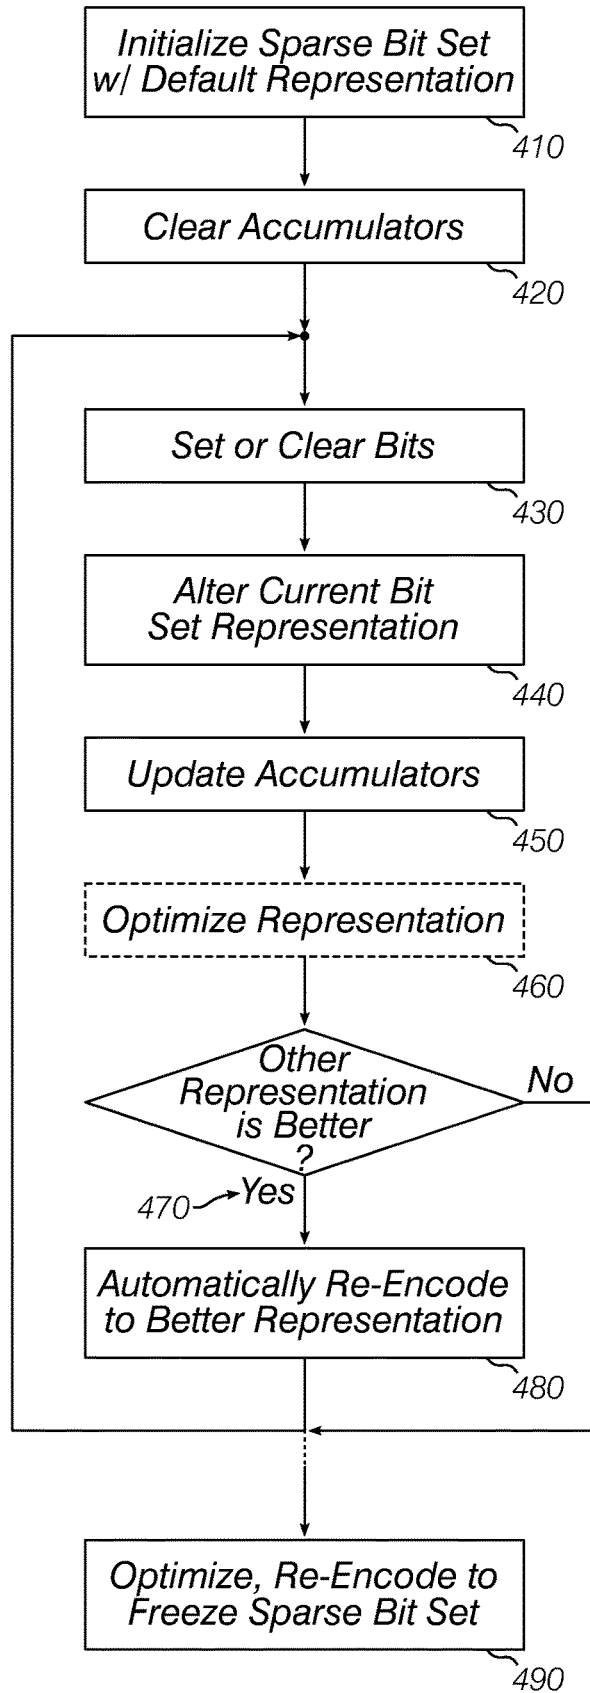 Initialize Sparse Bit Set
w/ Default Representation
410
Clear Accumulators
420
Set or Clear Bits
430
Alter Current Bit
Set Representation
440
Update Accumulators
450
Optimize Representation
460
Other
Representation
is Better
?
No
470
Yes
Automatically Re-Encode
to Better Representation
480
Optimize, Re-Encode to
Freeze Sparse Bit Set
490